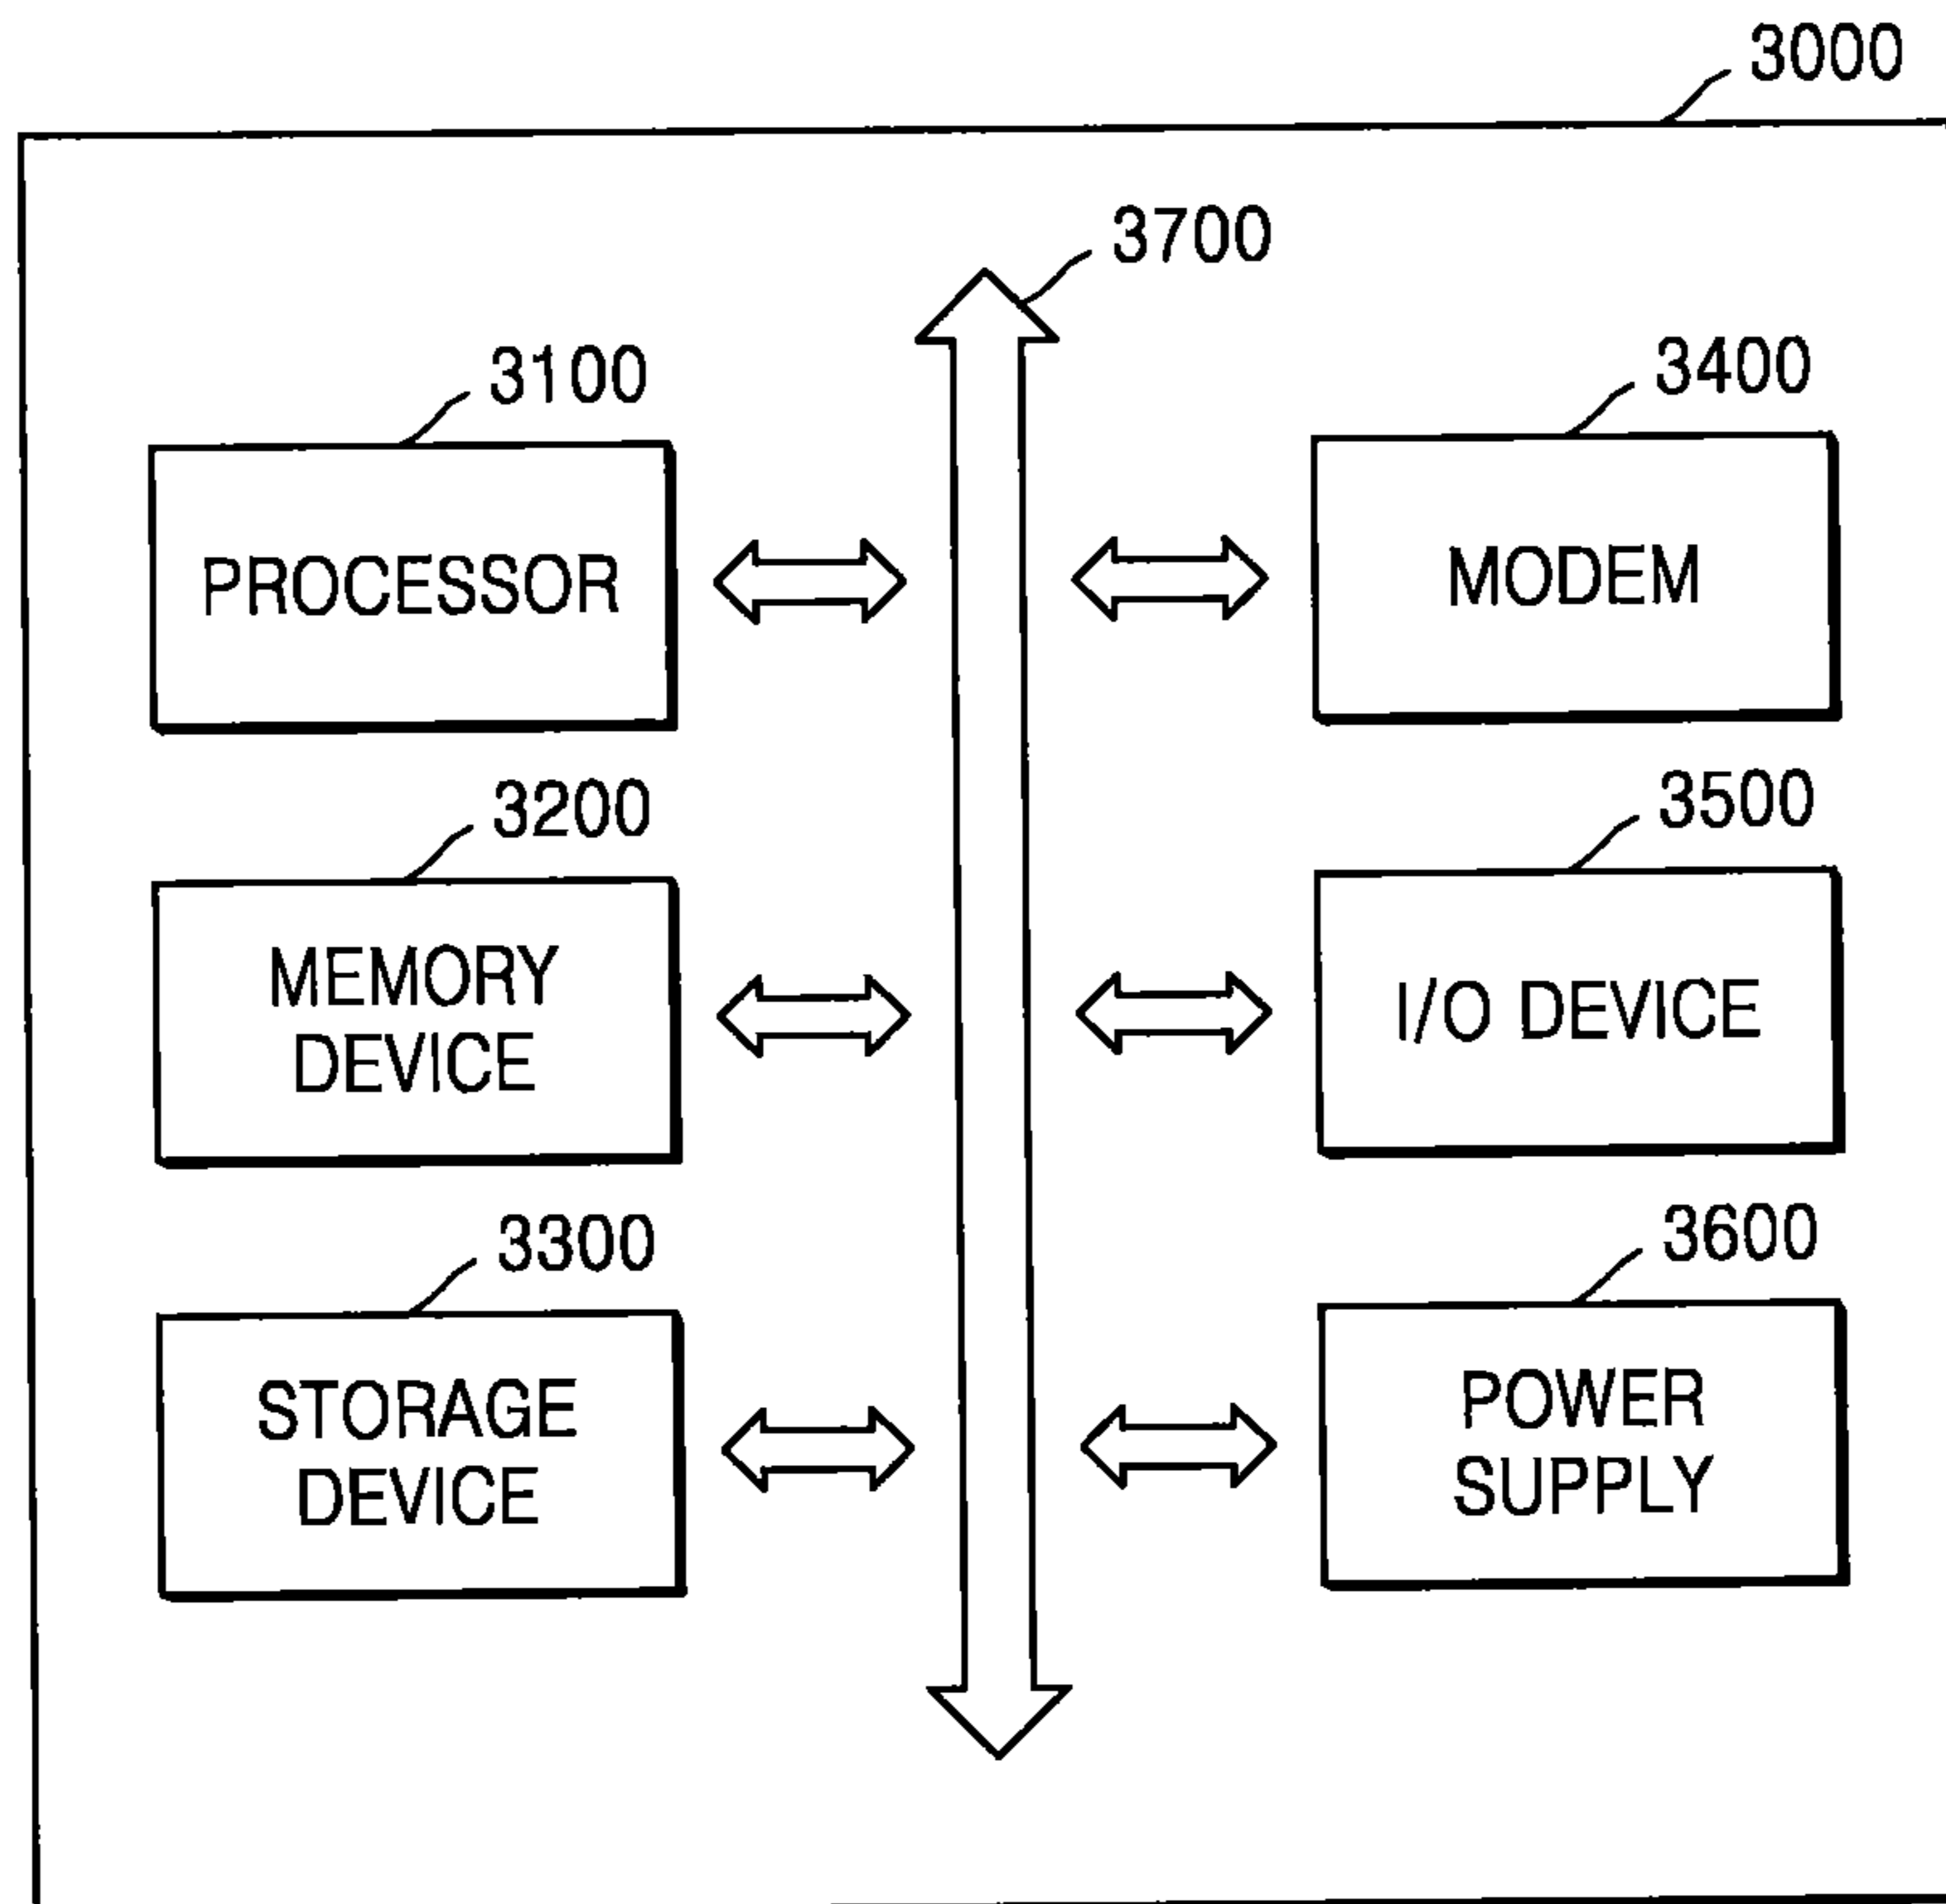 3000
3700
3100
PROCESSOR
3400
MODEM
3200
MEMORY
DEVICE
3500
I/O DEVICE
3300
STORAGE
DEVICE
3600
POWER
SUPPLY